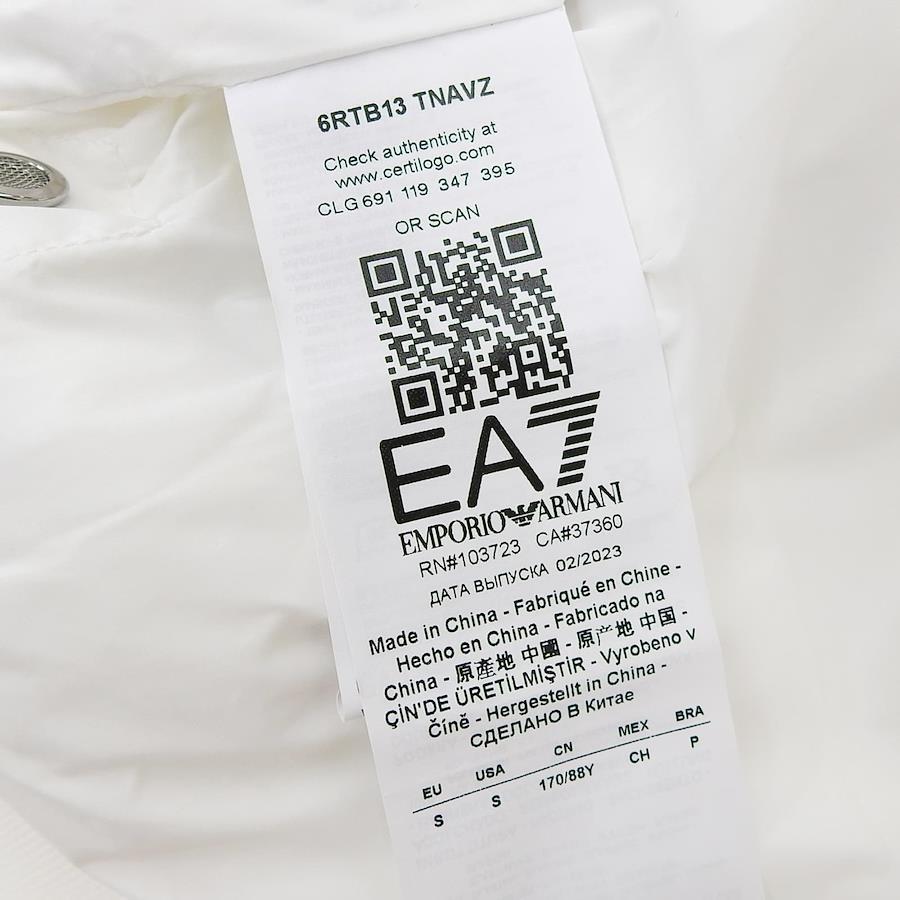 6RTB13 TNAVZ
Check authenticity at
www.certilogo.com
CLG 691 119 347 395
OR SCAN
EA7
EMPORIO ARMANI
RN#103723 CA#37360
ДАТА ВЫПУСКА 02/2023
Made in China - Fabriqué en Chine -
Hecho en China - Fabricado na
China - 原產地 中國 - 原产地 中国 -
ÇİN'DE ÜRETİLMİŞTİR - Vyrobeno v
Číně - Hergestellt in China -
СДЕЛАНО В Китае
EU USA CN MEX BRA
S S 170/88Y CH P